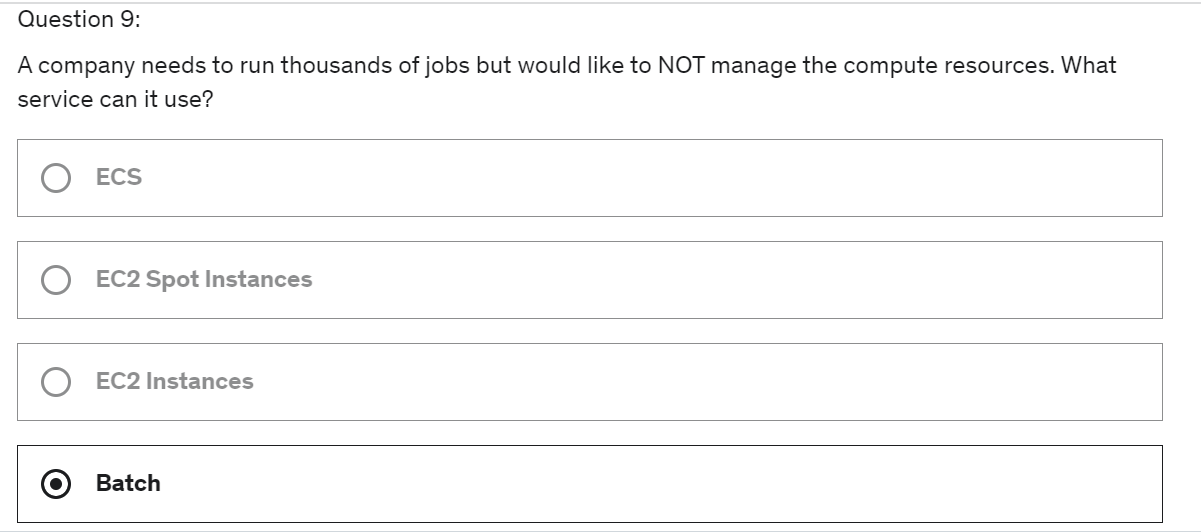 Question 9:
A company needs to run thousands of jobs but would like to NOT manage the compute resources. What
service can it use?
ECS
EC2 Spot Instances
EC2 Instances
Batch